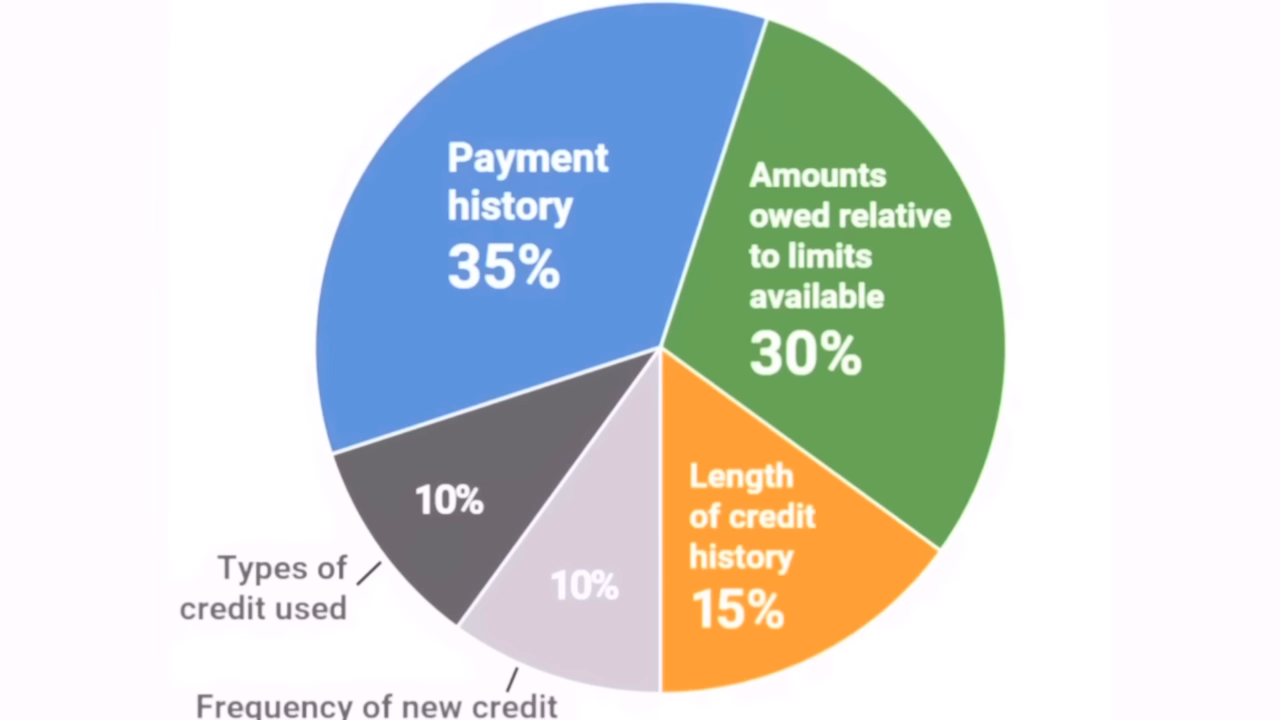 Payment
history
35%
Amounts
owed relative
to limits
available
30%
Length
of credit
history
15%
10%
Frequency of new credit
10%
Types of
credit used